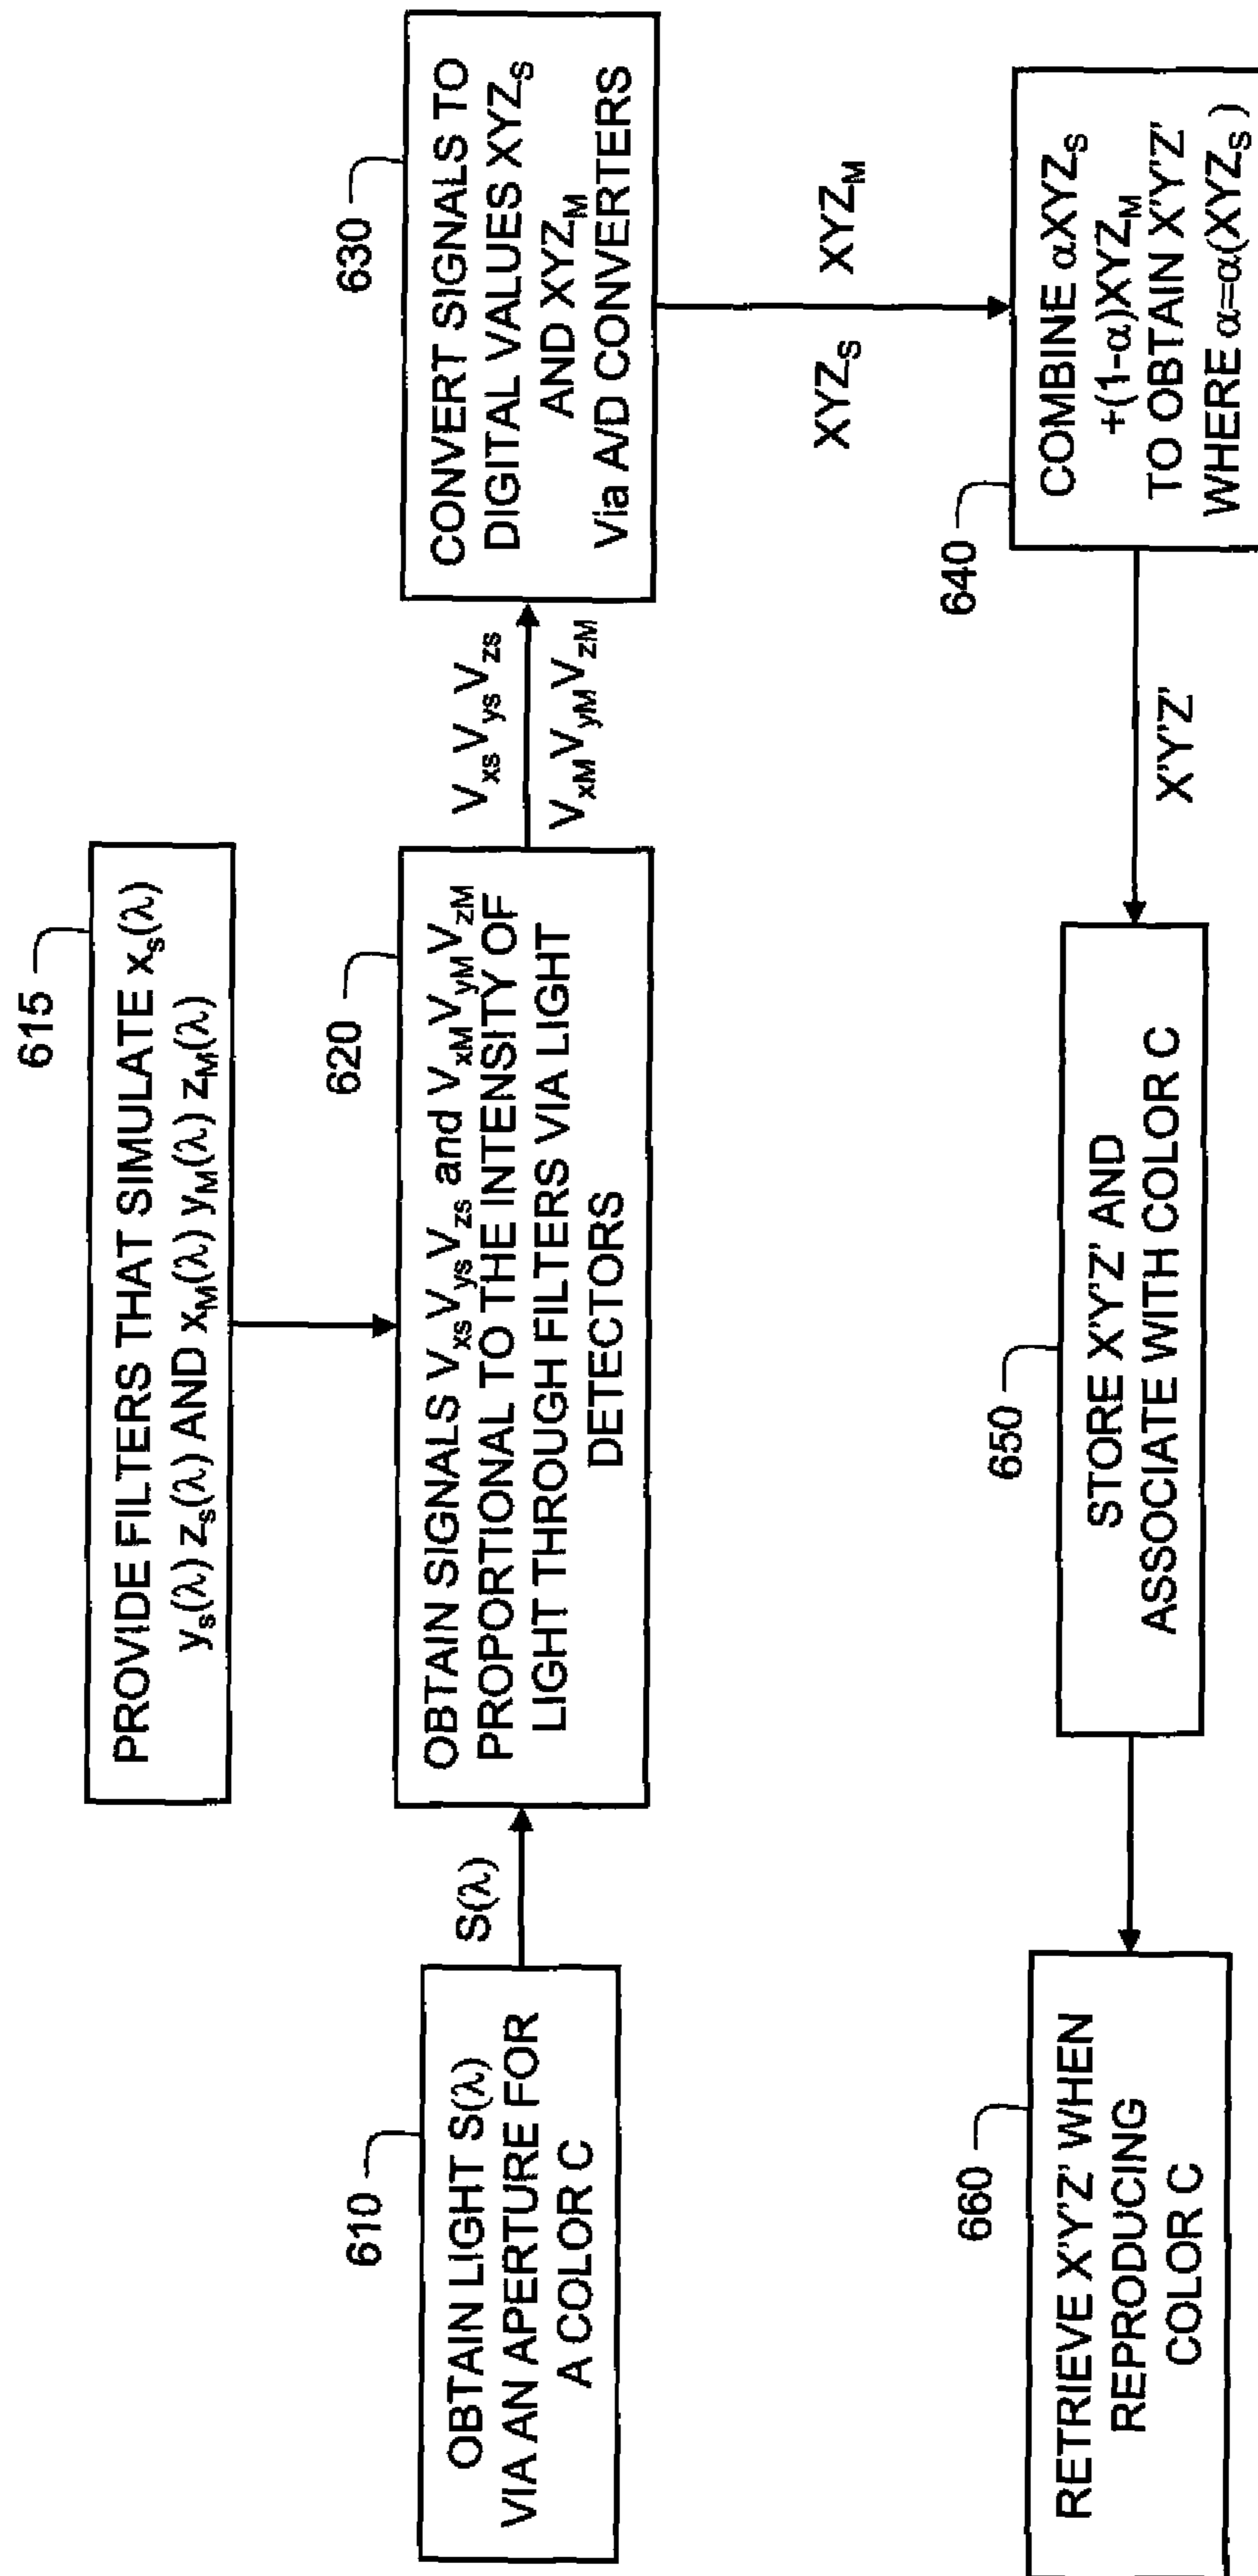 615
PROVIDE FILTERS THAT SIMULATE xₛ(λ)
yₛ(λ) zₛ(λ) AND x_M(λ) y_M(λ) z_M(λ)
610
OBTAIN LIGHT S(λ)
VIA AN APERTURE FOR
A COLOR C
S(λ)
620
OBTAIN SIGNALS V_xs V_ys V_zs and V_xM V_yM V_zM
PROPORTIONAL TO THE INTENSITY OF
LIGHT THROUGH FILTERS VIA LIGHT
DETECTORS
V_xs V_ys V_zs
V_xM V_yM V_zM
630
CONVERT SIGNALS TO
DIGITAL VALUES XYZ_S
AND XYZ_M
Via A/D CONVERTERS
XYZ_S
XYZ_M
640
COMBINE αXYZ_S
+(1-α)XYZ_M
TO OBTAIN X'Y'Z'
WHERE α=α(XYZ_S)
X'Y'Z'
650
STORE X'Y'Z' AND
ASSOCIATE WITH COLOR C
660
RETRIEVE X'Y'Z' WHEN
REPRODUCING
COLOR C